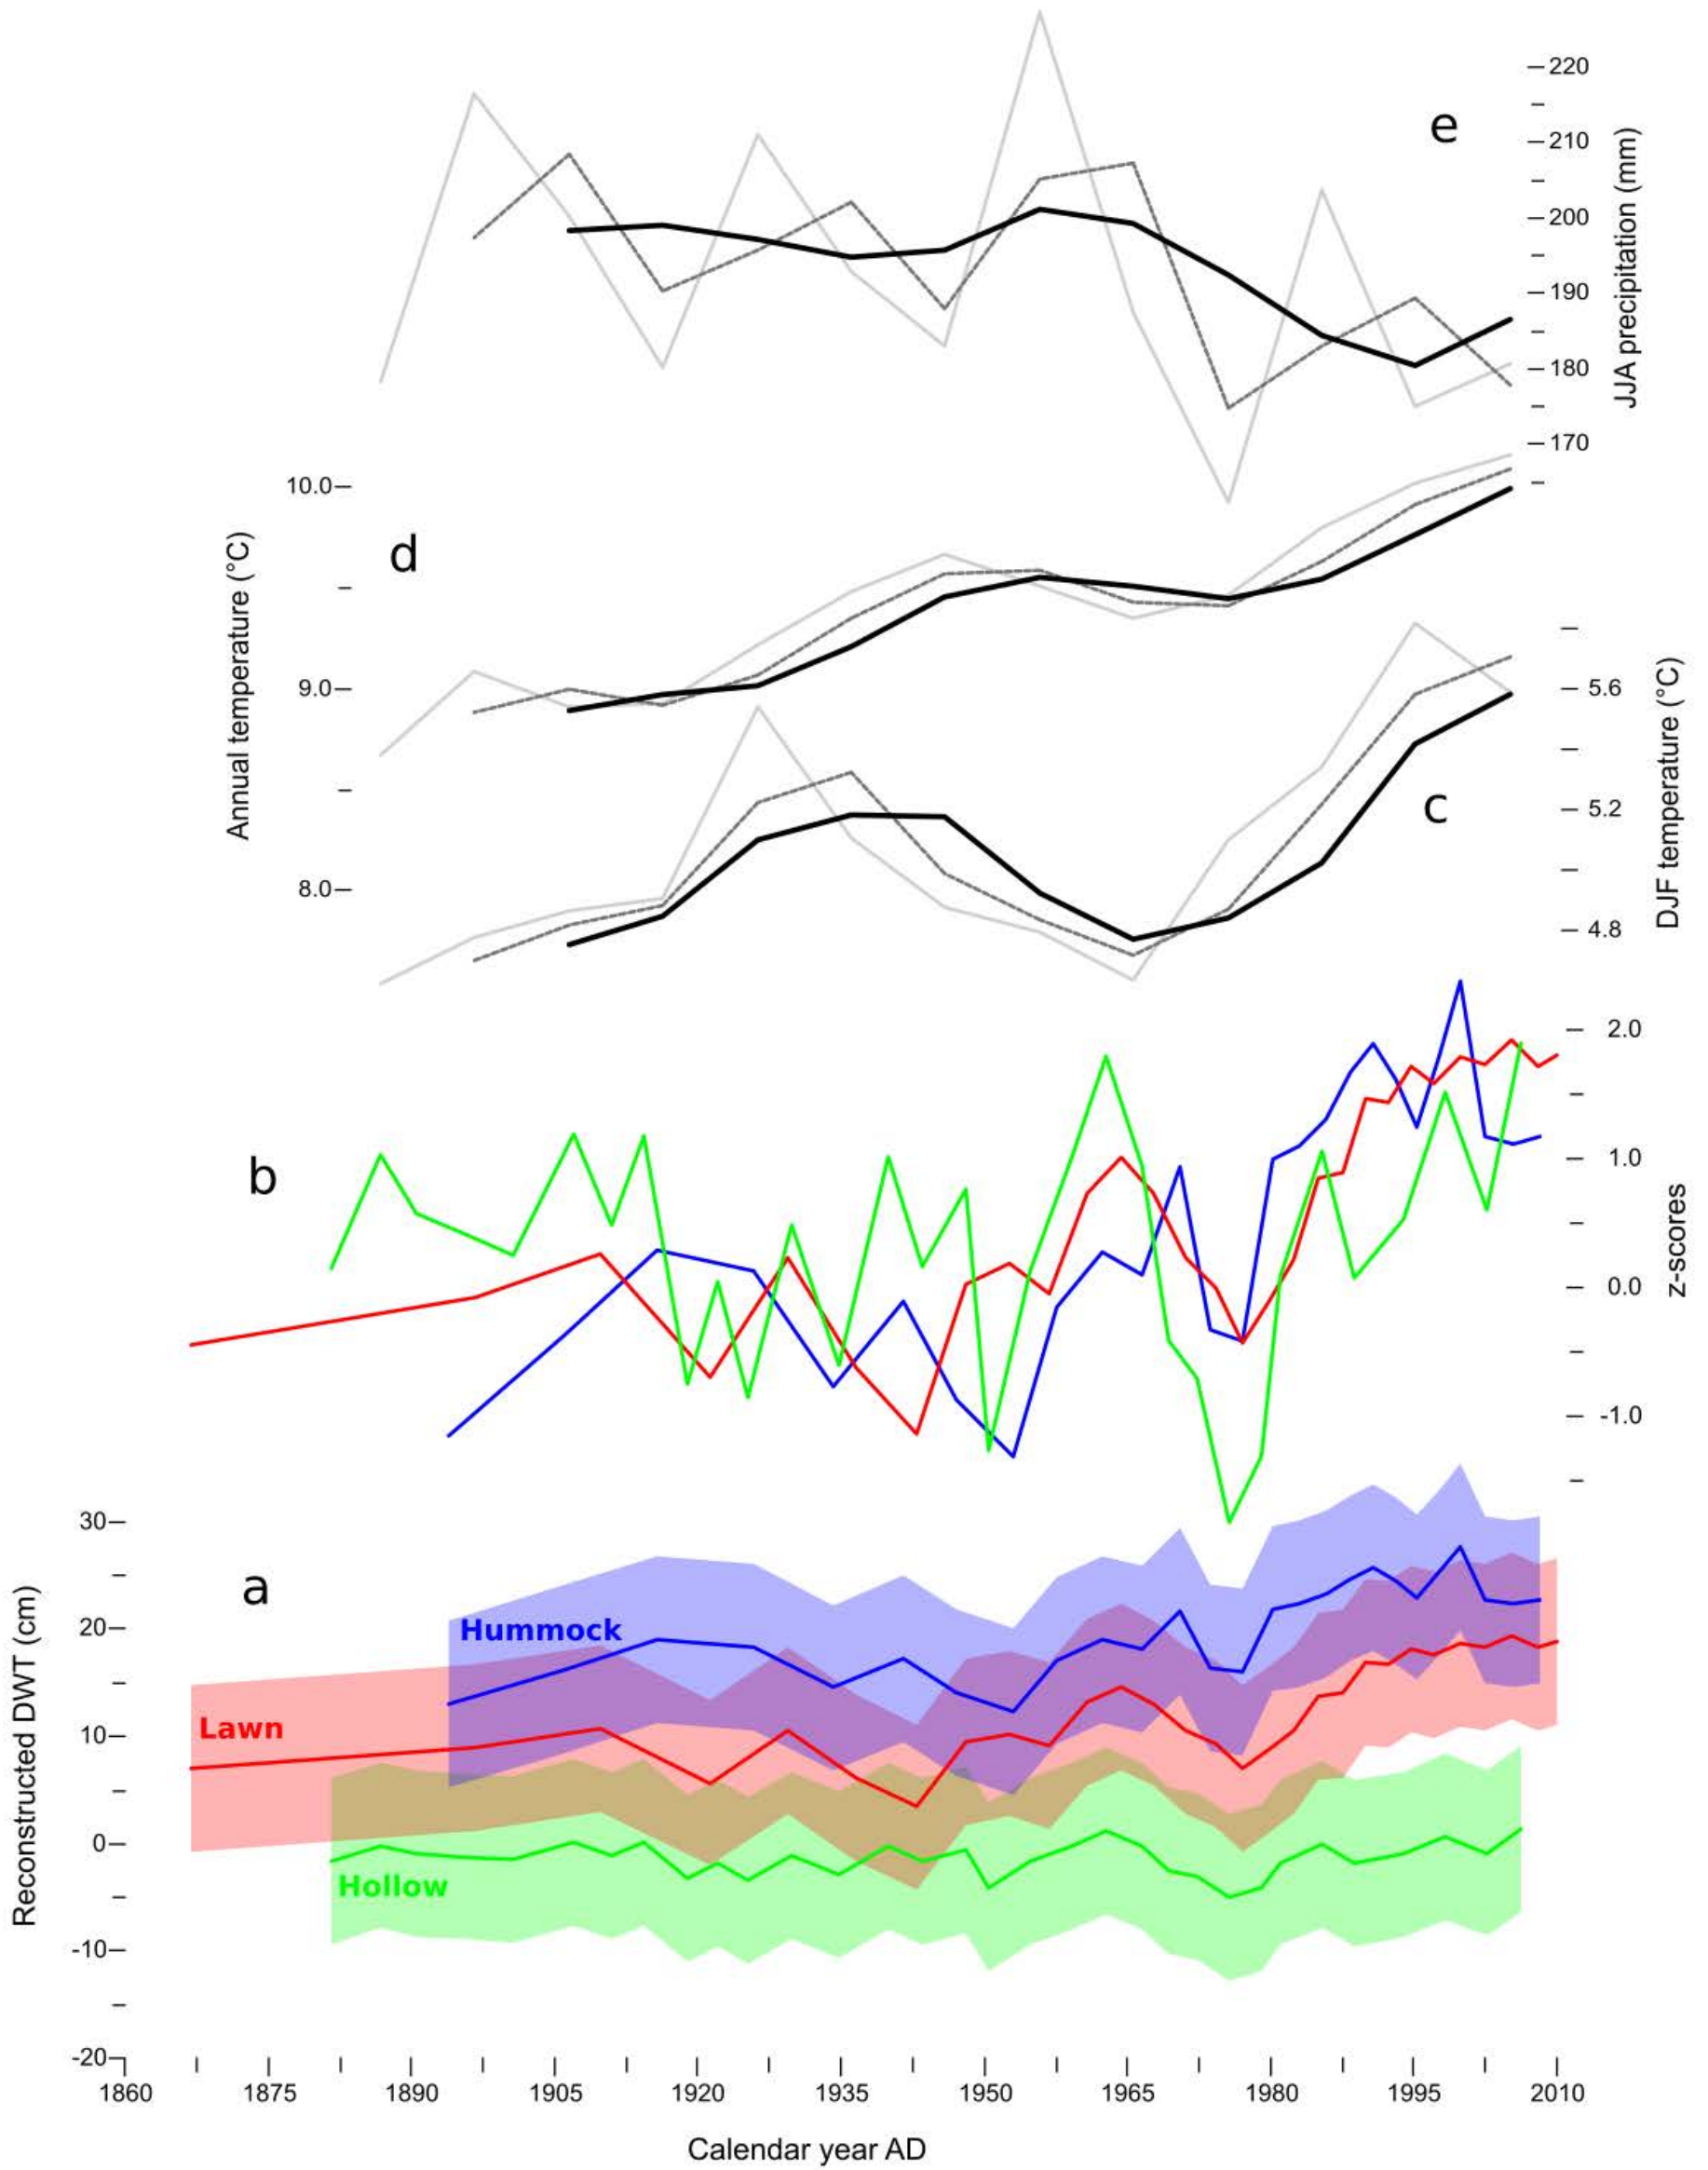 220
e
210
200
190
180
170
JJA precipitation (mm)
10.0
d
9.0
8.0
Annual temperature (°C)
5.6
5.2
c
4.8
DJF temperature (°C)
2.0
b
1.0
0.0
-1.0
z-scores
30
a
20
Hummock
10
Lawn
0
Hollow
-10
-20
Reconstructed DWT (cm)
1860 1875 1890 1905 1920 1935 1950 1965 1980 1995 2010
Calendar year AD